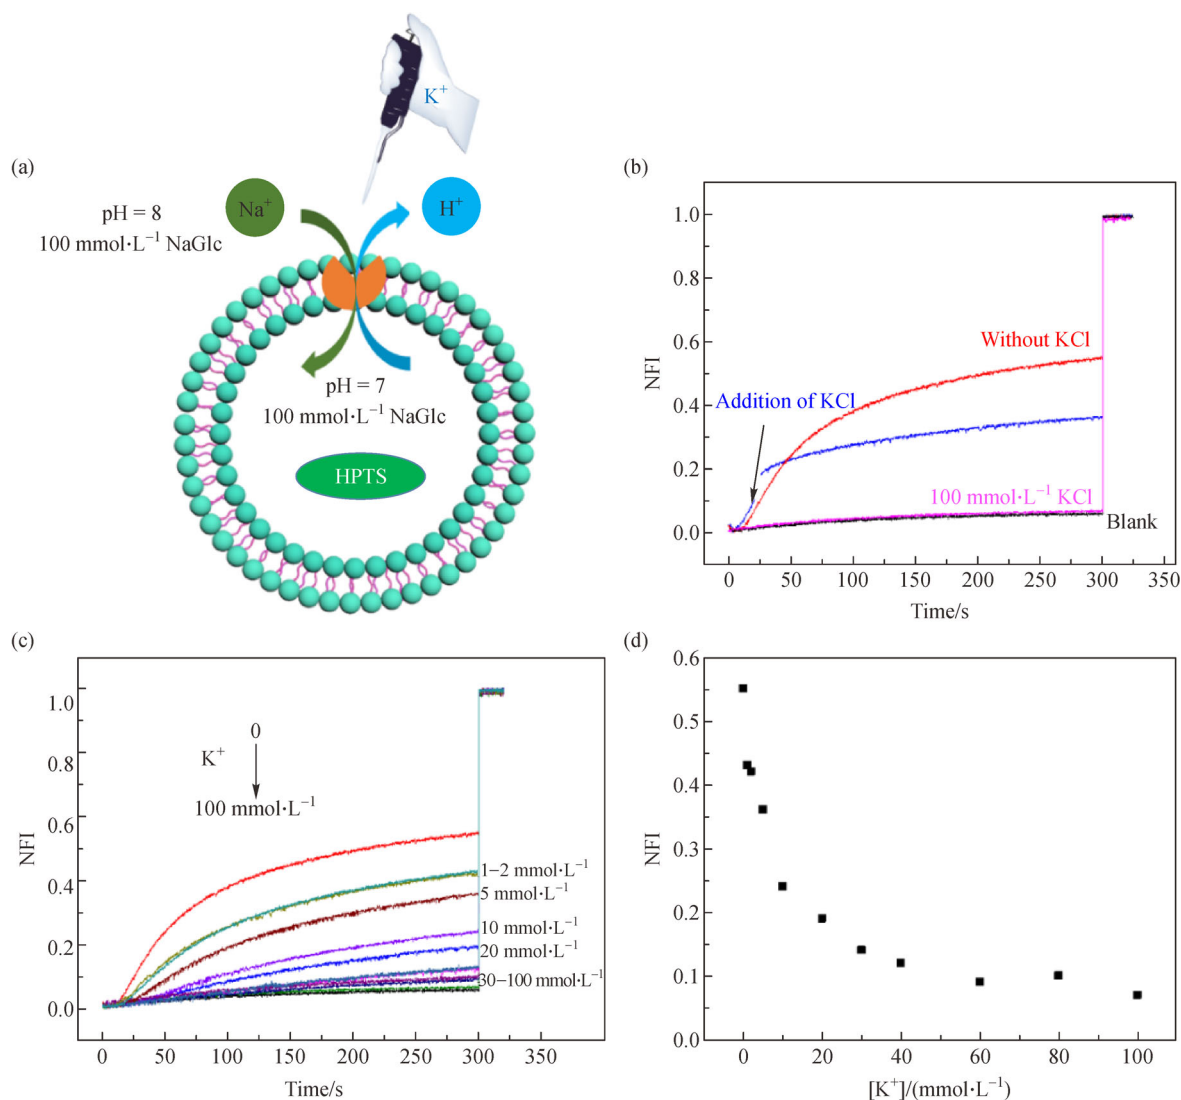 (a)
K⁺
Na⁺
H⁺
pH = 8
100 mmol·L⁻¹ NaGlc
pH = 7
100 mmol·L⁻¹ NaGlc
HPTS
(b)
NFI
1.0
0.8
0.6
0.4
0.2
0.0
Without KCl
Addition of KCl
100 mmol·L⁻¹ KCl
Blank
0 50 100 150 200 250 300 350
Time/s
(c)
NFI
1.0
0.8
0.6
0.4
0.2
0.0
0
K⁺
100 mmol·L⁻¹
1−2 mmol·L⁻¹
5 mmol·L⁻¹
10 mmol·L⁻¹
20 mmol·L⁻¹
30−100 mmol·L⁻¹
0 50 100 150 200 250 300 350
Time/s
(d)
NFI
0.6
0.5
0.4
0.3
0.2
0.1
0.0
0 20 40 60 80 100
[K⁺]/(mmol·L⁻¹)